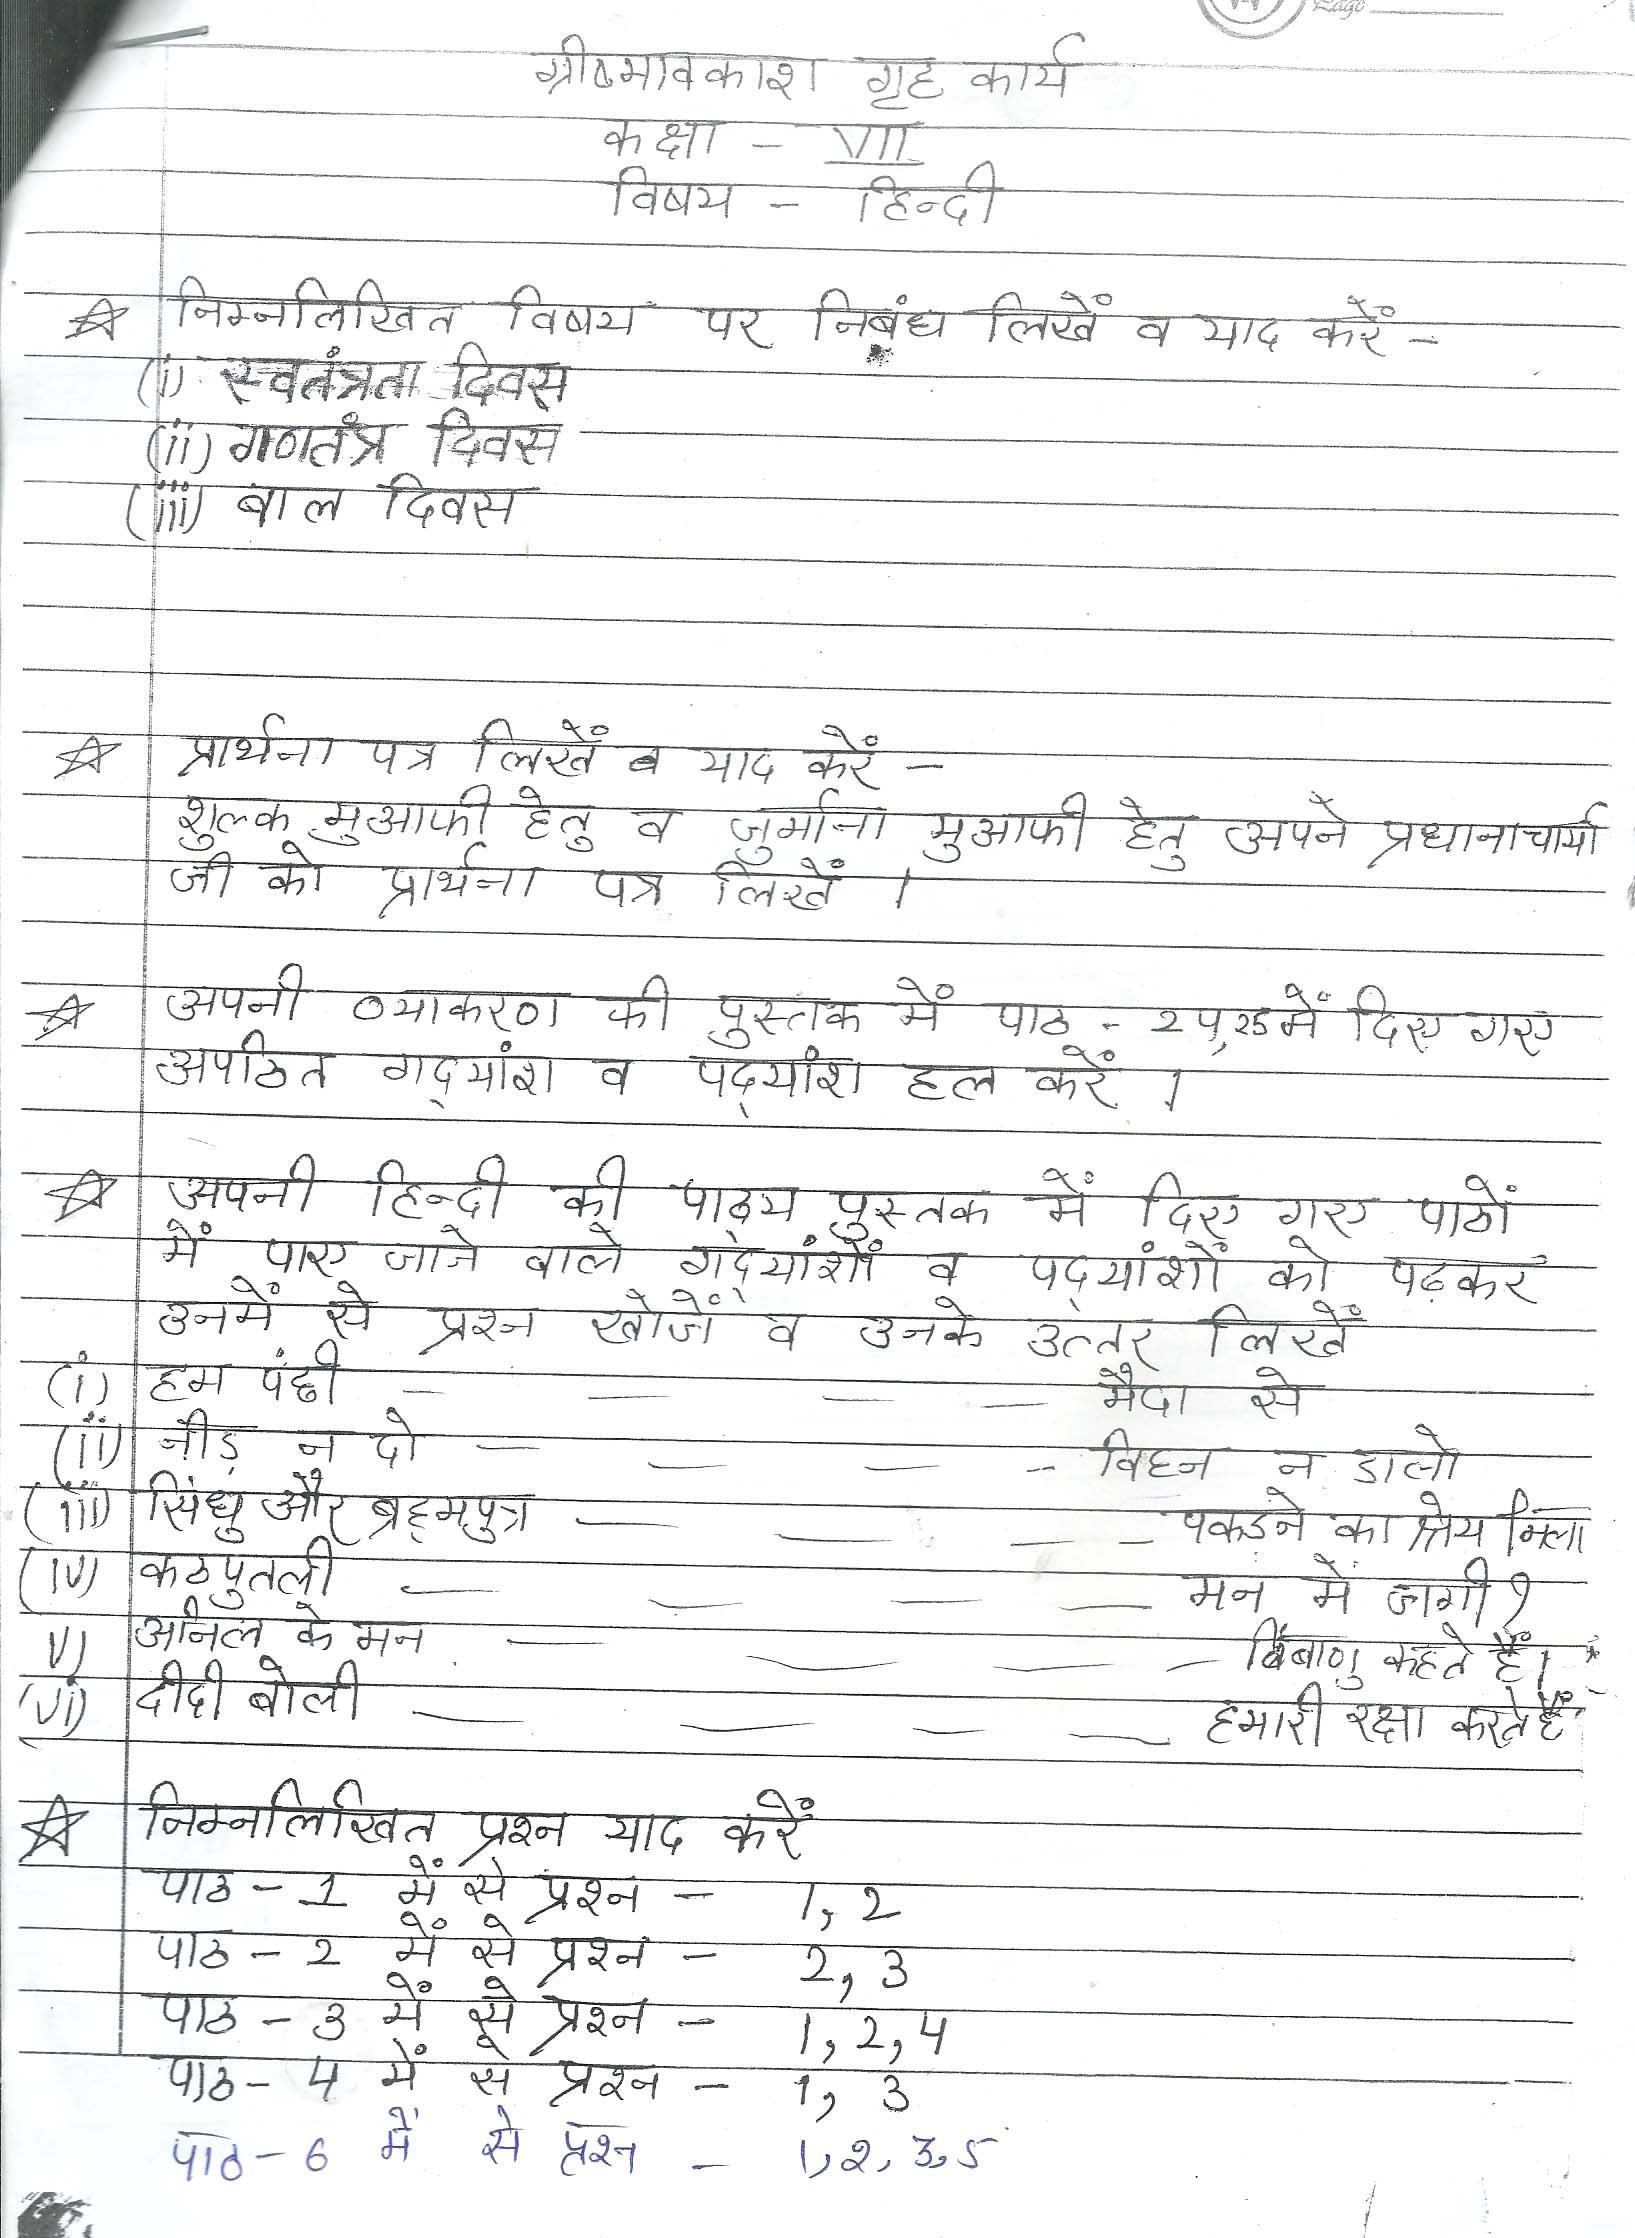 Page
ग्रीष्मावकाश गृह कार्य
कक्षा - VII
विषय - हिन्दी
निम्नलिखित विषय पर निबंध लिखें व याद करें -
(i) स्वतंत्रता दिवस
(ii) गणतंत्र दिवस
(iii) बाल दिवस
प्रार्थना पत्र लिखें व याद करें -
शुल्क मुआफी हेतु व जुर्माना मुआफी हेतु अपने प्रधानाचार्या
जी को प्रार्थना पत्र लिखें ।
अपनी व्याकरण की पुस्तक में पाठ - 24, 25 में दिए गए
अपठित गद्यांश व पद्यांश हल करें ।
अपनी हिन्दी की पाठ्य पुस्तक में दिए गए पाठों
में पाए जाने वाले गद्यांशों व पद्यांशों को पढ़कर
उनमें से प्रश्न खोजें व उनके उत्तर लिखें
(i) हम पंछी - - - - मैदा से
(ii) नीड़ न दो - - - - विघ्न न डालो
(iii) सिंधु और ब्रह्मपुत्र - - - - पकड़ने का श्रेय मिला
(iv) कठपुतली - - - - मन में जगी ?
v) अनिल के मन - - - - बिंबाणु कहते हैं।
(vi) दीदी बोली - - - - हमारी रक्षा करते हैं
निम्नलिखित प्रश्न याद करें
पाठ - 1 में से प्रश्न - 1, 2
पाठ - 2 में से प्रश्न - 2, 3
पाठ - 3 में से प्रश्न - 1, 2, 4
पाठ - 4 में से प्रश्न - 1, 3
पाठ - 6 में से प्रश्न - 1, 2, 3, 5